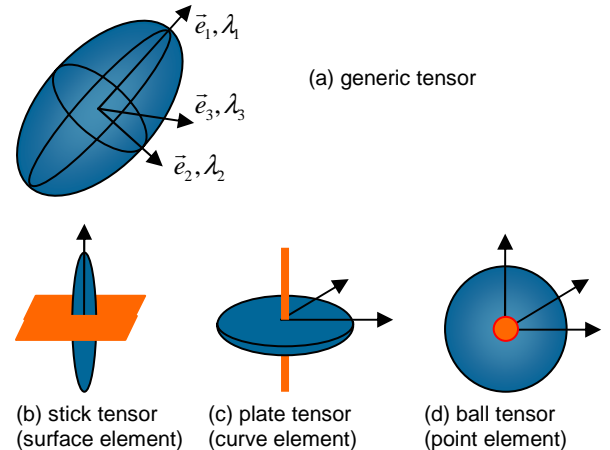 e⃗₁, λ₁
(a) generic tensor
e⃗₃, λ₃
e⃗₂, λ₂
(b) stick tensor
(surface element)
(c) plate tensor
(curve element)
(d) ball tensor
(point element)